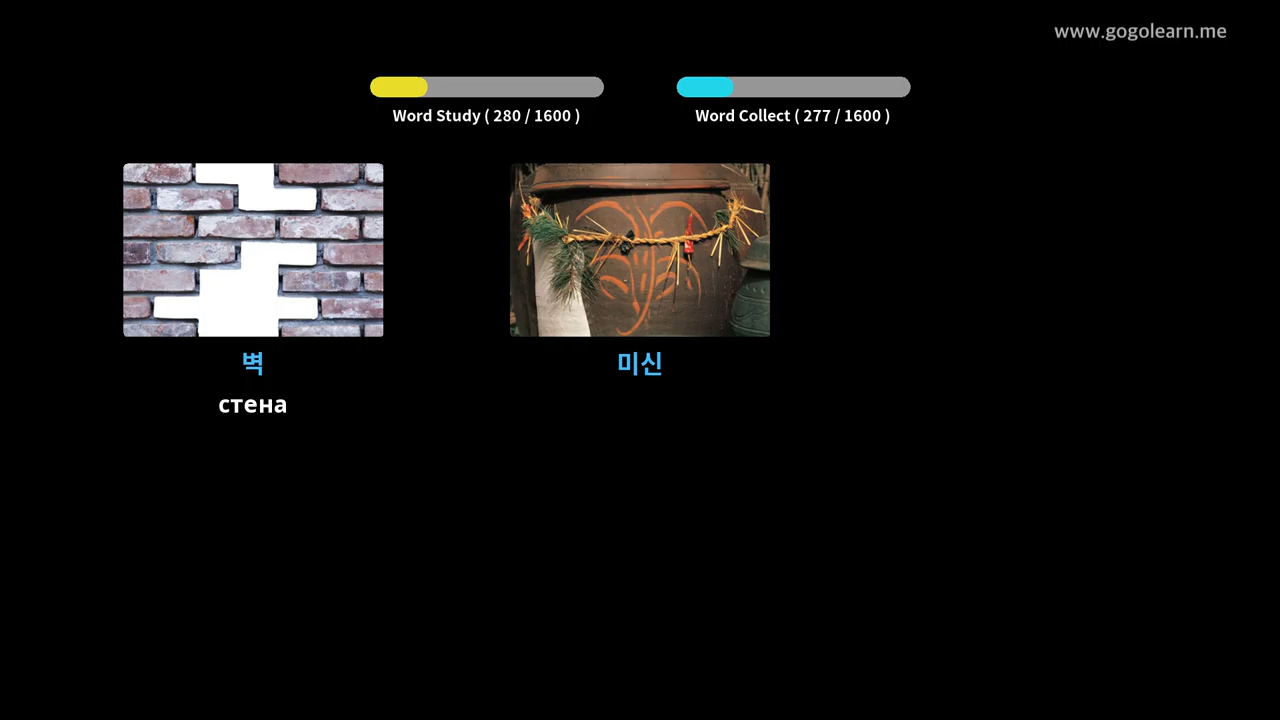 www.gogolearn.me
Word Study ( 280 / 1600 )
Word Collect ( 277 / 1600 )
벽
미신
стена